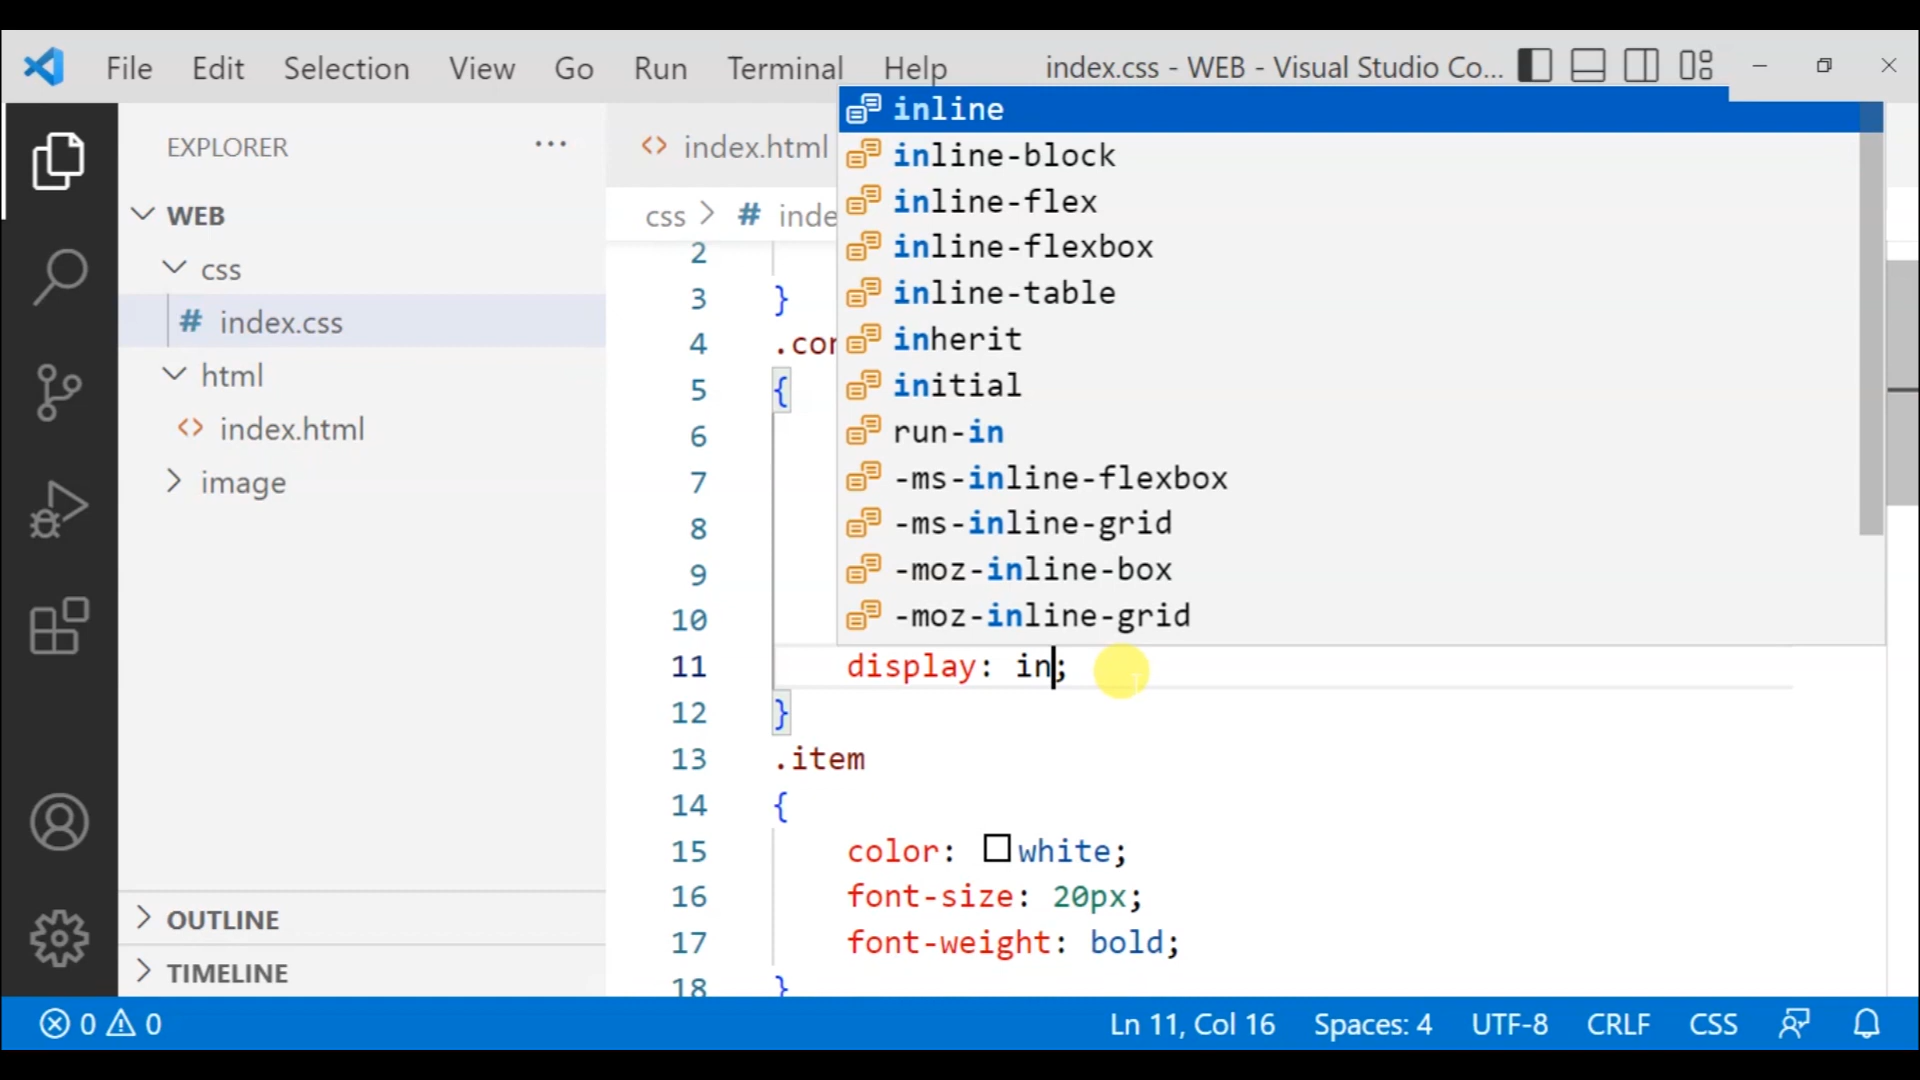 File Edit Selection View Go Run Terminal Help index.css - WEB - Visual Studio Co...
EXPLORER ...
WEB
css
# index.css
html
<> index.html
image
OUTLINE
TIMELINE
<> index.html
css > # inde
inline
inline-block
inline-flex
inline-flexbox
inline-table
inherit
initial
run-in
-ms-inline-flexbox
-ms-inline-grid
-moz-inline-box
-moz-inline-grid
2
3 }
4 .con
5 {
6
7
8
9
10
11 display: in;
12 }
13 .item
14 {
15 color: white;
16 font-size: 20px;
17 font-weight: bold;
18 }
0 0 Ln 11, Col 16 Spaces: 4 UTF-8 CRLF CSS